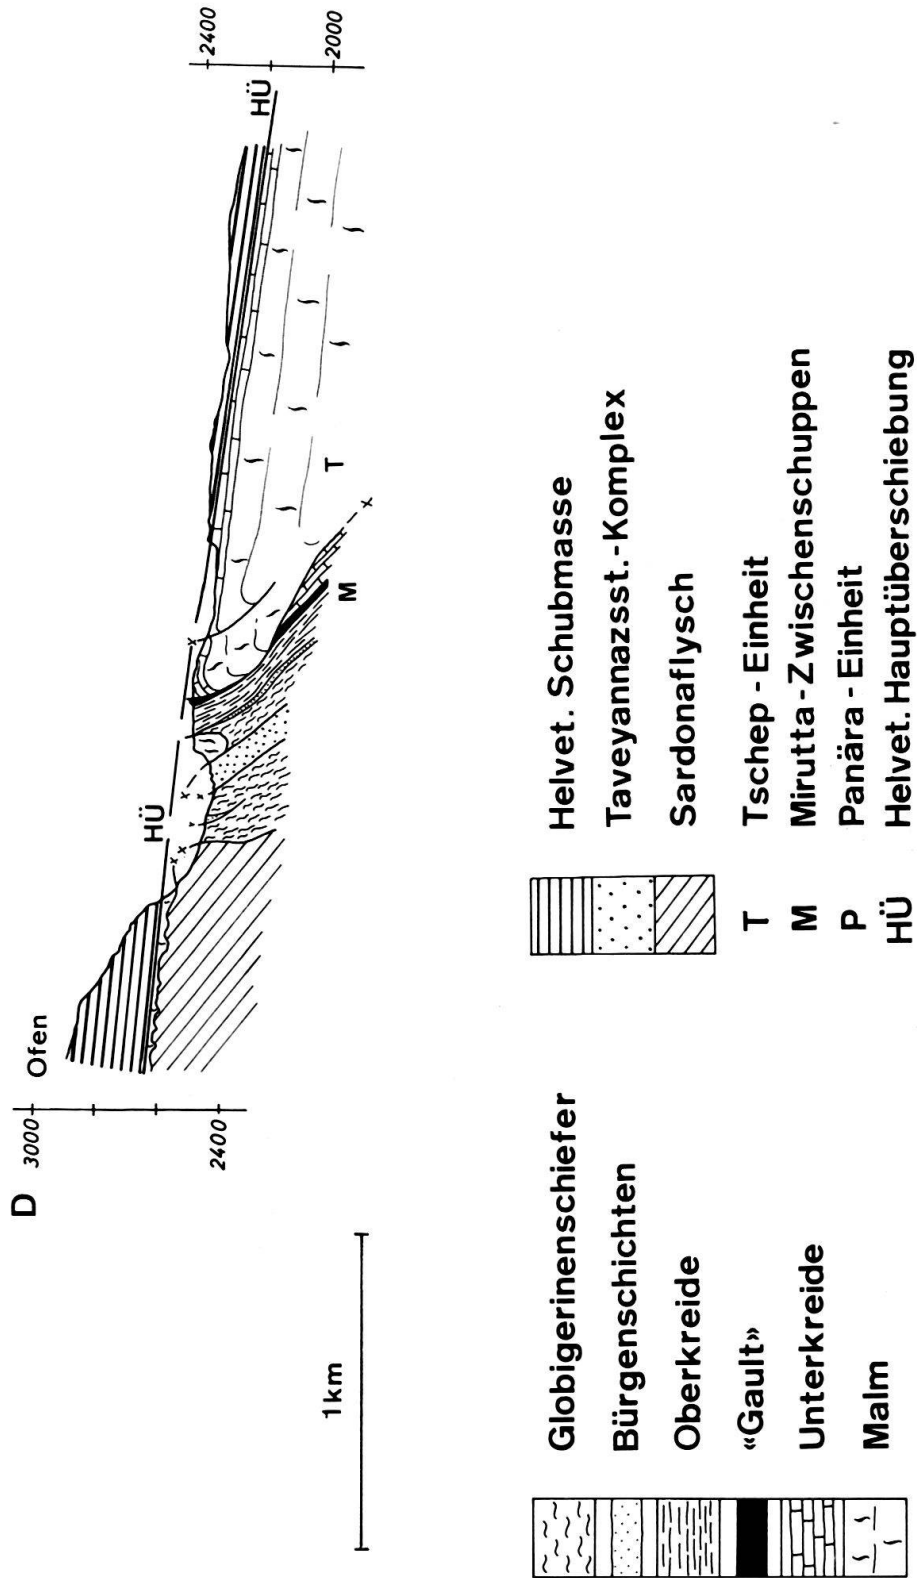 D
3000
2400
Ofen
HÜ
HÜ
2400
2000
T
M
1km
Globigerinenschiefer
Bürgenschichten
Oberkreide
«Gault»
Unterkreide
Malm
Helvet. Schubmasse
Taveyannazsst.-Komplex
Sardonaflysch
T Tschep-Einheit
M Mirutta-Zwischenschuppen
P Panära-Einheit
HÜ Helvet. Hauptüberschiebung